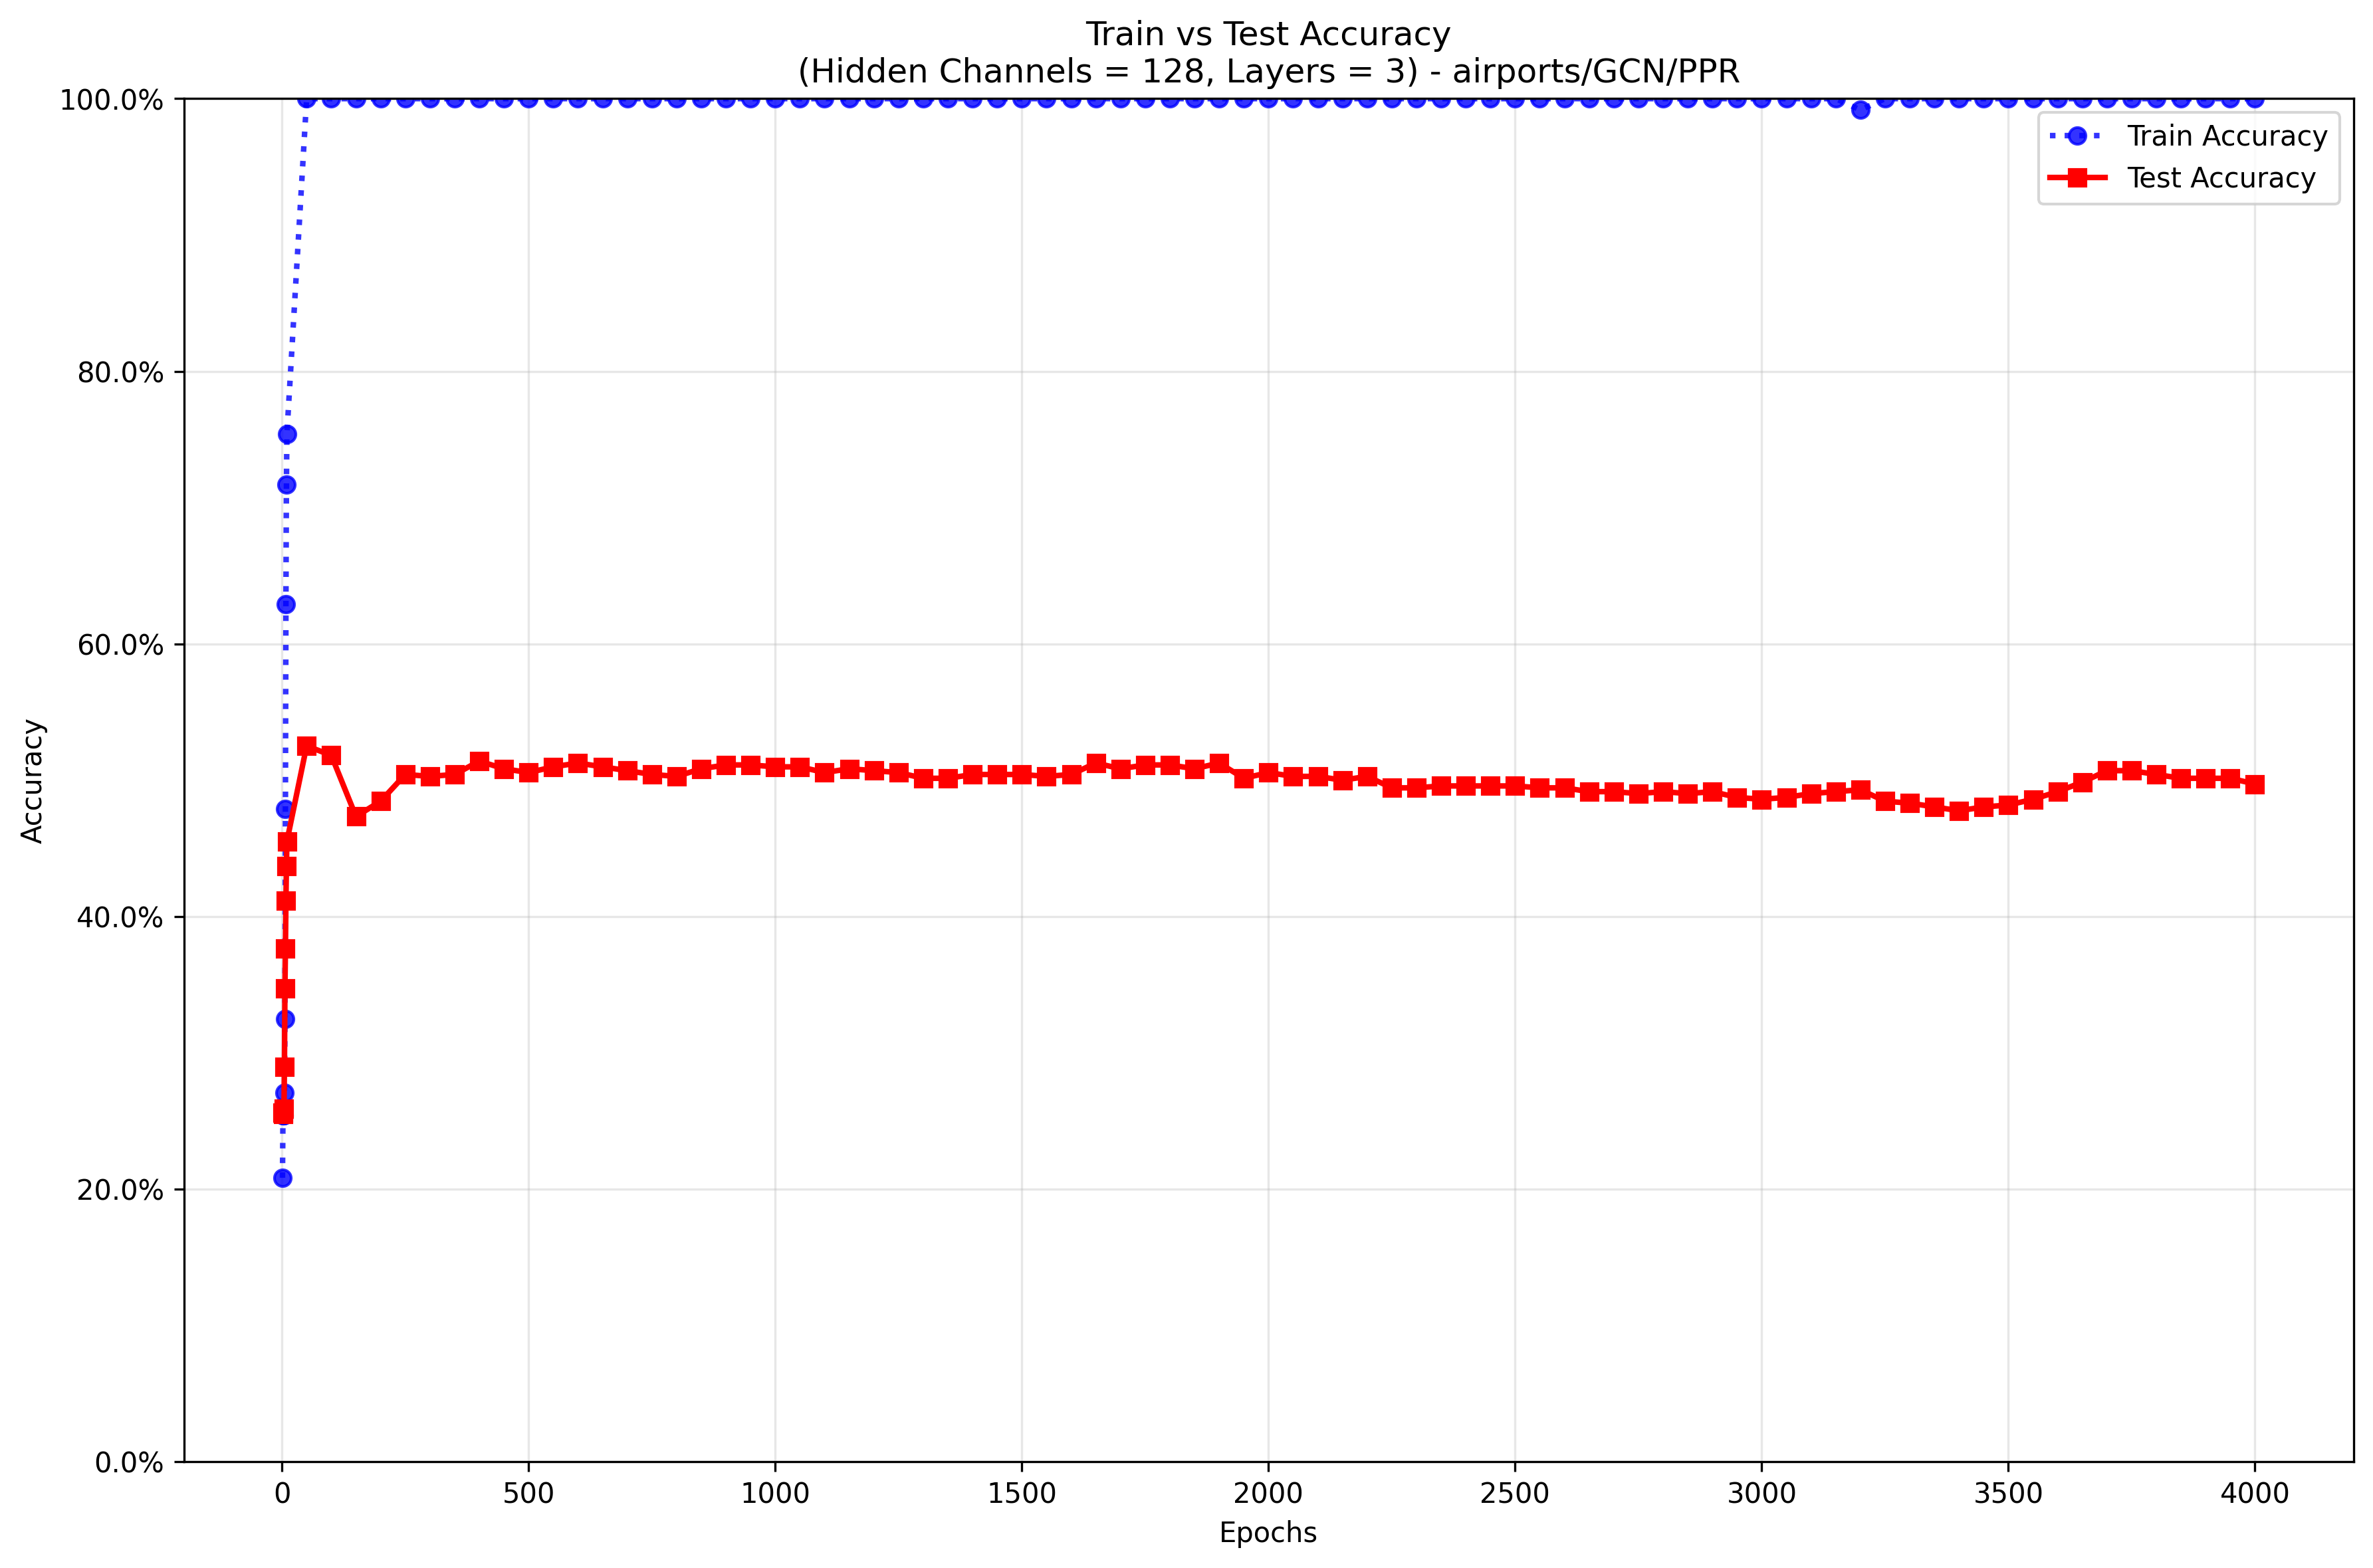 Train vs Test Accuracy
(Hidden Channels = 128, Layers = 3) - airports/GCN/PPR
100.0%
80.0%
60.0%
40.0%
20.0%
0.0%
Accuracy
Train Accuracy
Test Accuracy
0 500 1000 1500 2000 2500 3000 3500 4000
Epochs